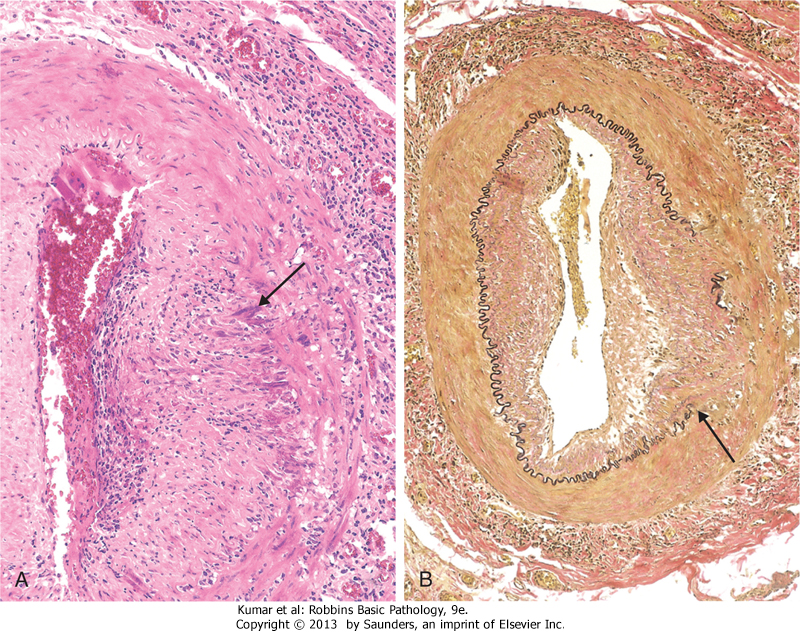 A
B
Kumar et al: Robbins Basic Pathology, 9e.
Copyright © 2013 by Saunders, an imprint of Elsevier Inc.